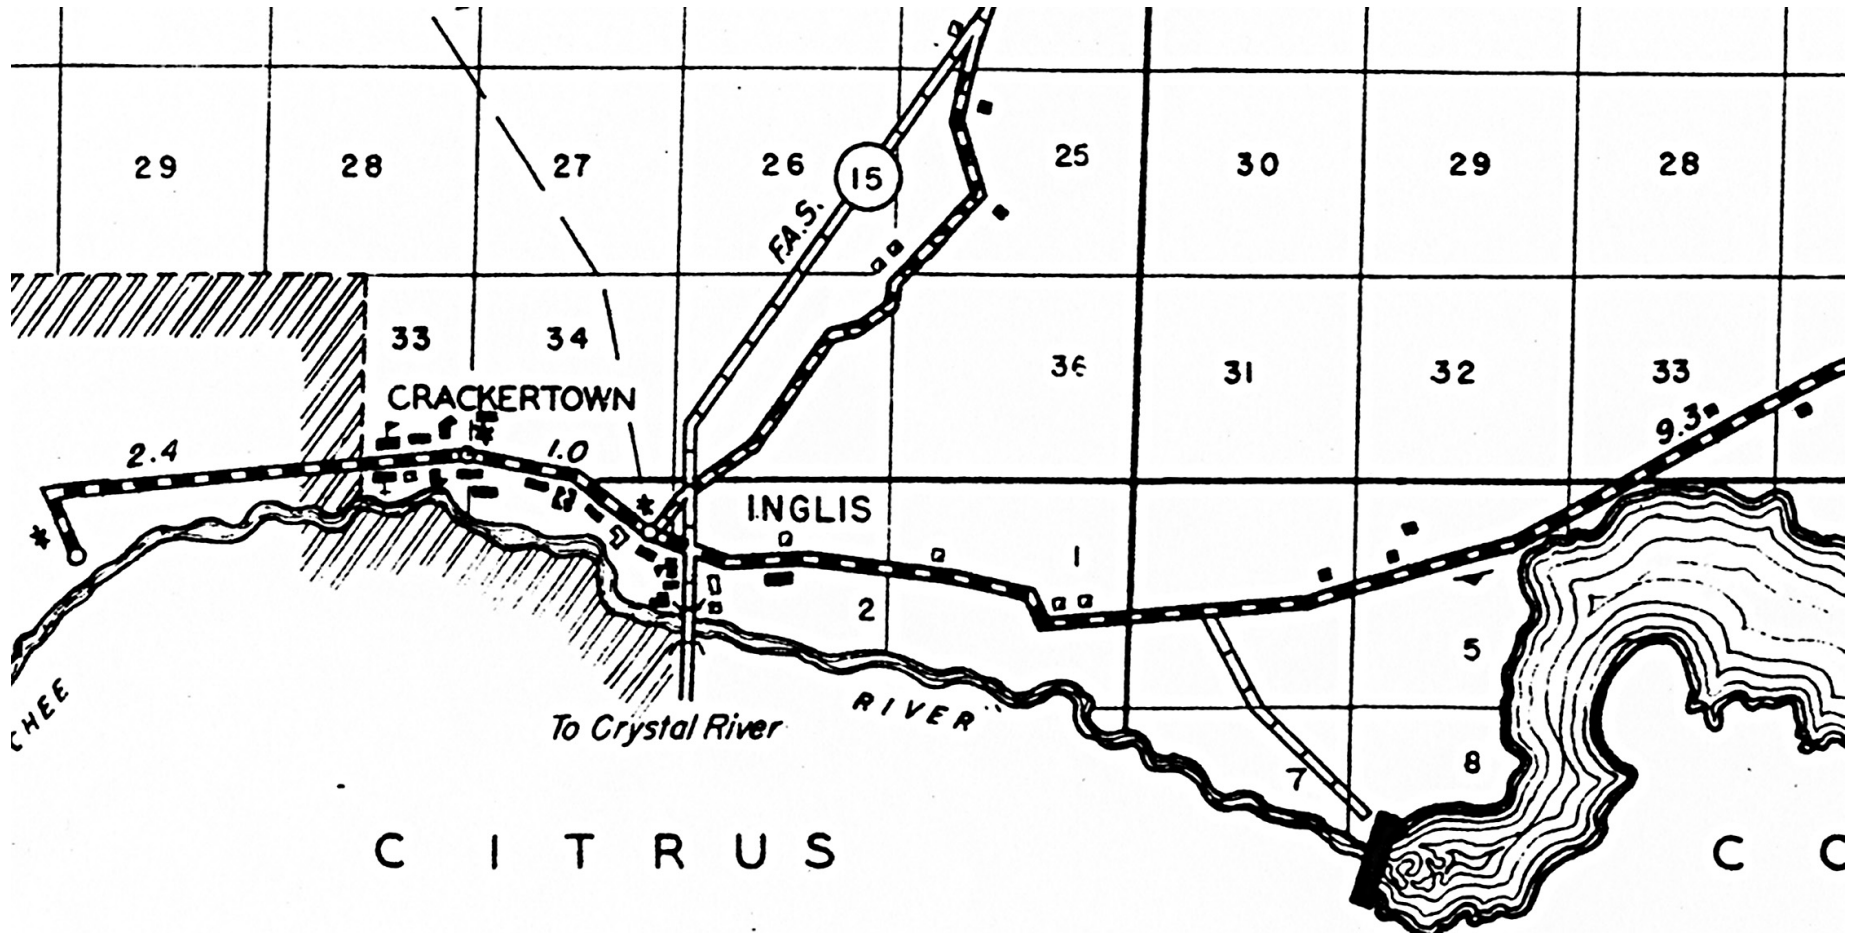 29 28 27 26 25 30 29 28
15
F.A.S.
33 34 36 31 32 33
CRACKERTOWN
2.4 1.0 9.3
INGLIS
1
2 5
RIVER
To Crystal River
7 8
CITRUS